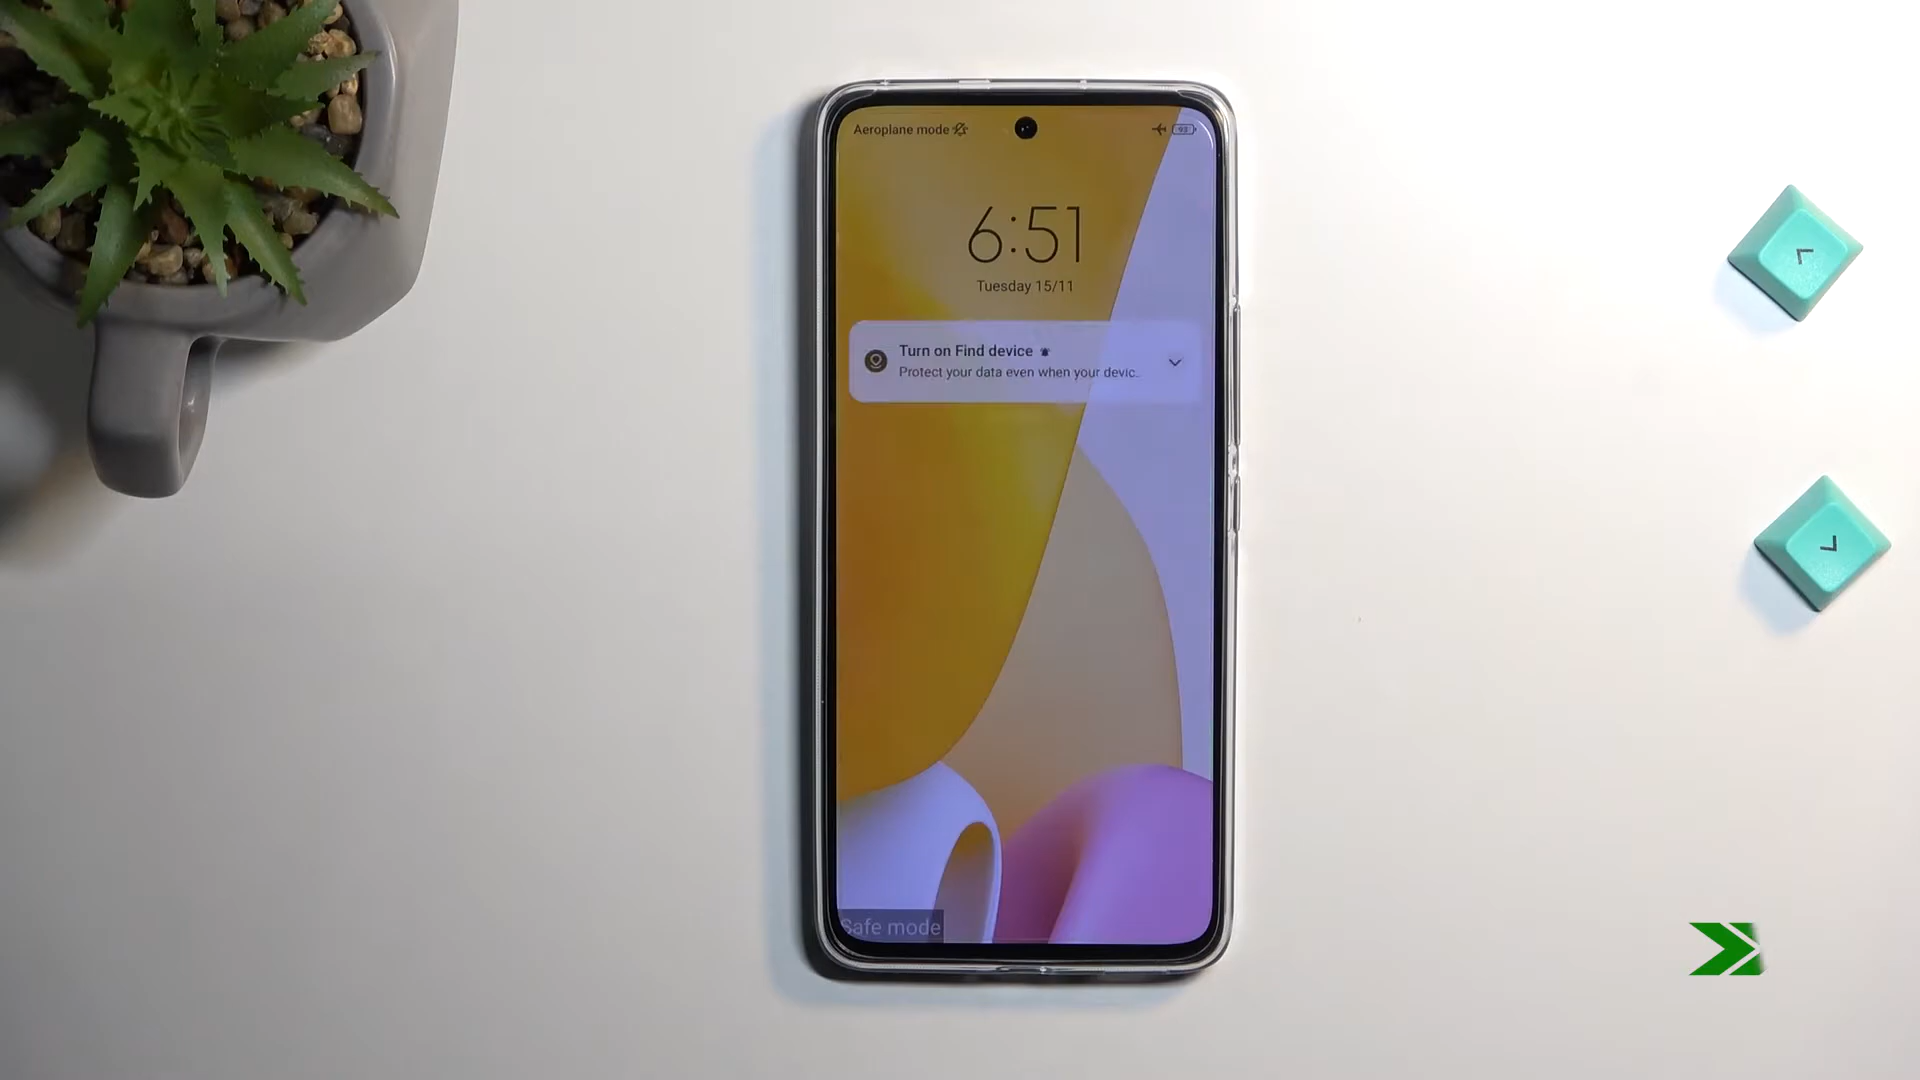 Aeroplane mode
93
6:51
Tuesday 15/11
Turn on Find device
Protect your data even when your devic..
Safe mode